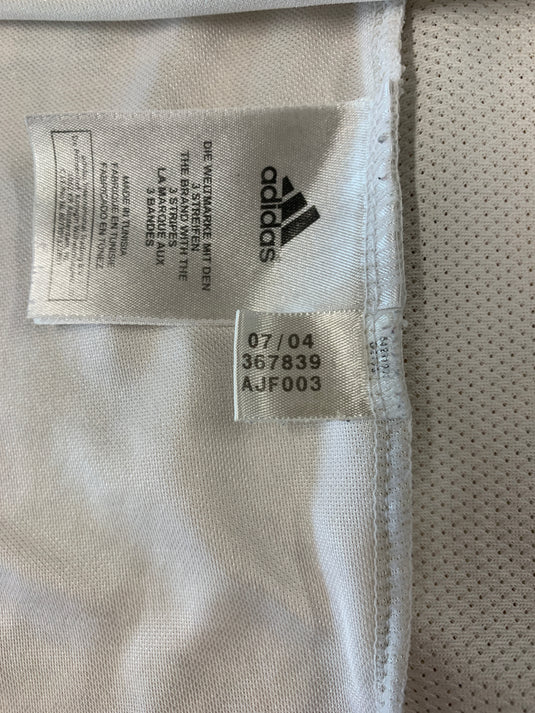 adidas
DIE WELTMARKE MIT DEN
3 STREIFEN
THE BRAND WITH THE
3 STRIPES
LA MARQUE AUX
3 BANDES
MADE IN TUNISIA
FABRIQUE EN TUNISIE
FABRICADO EN TUNEZ
07/04
367839
AJF003